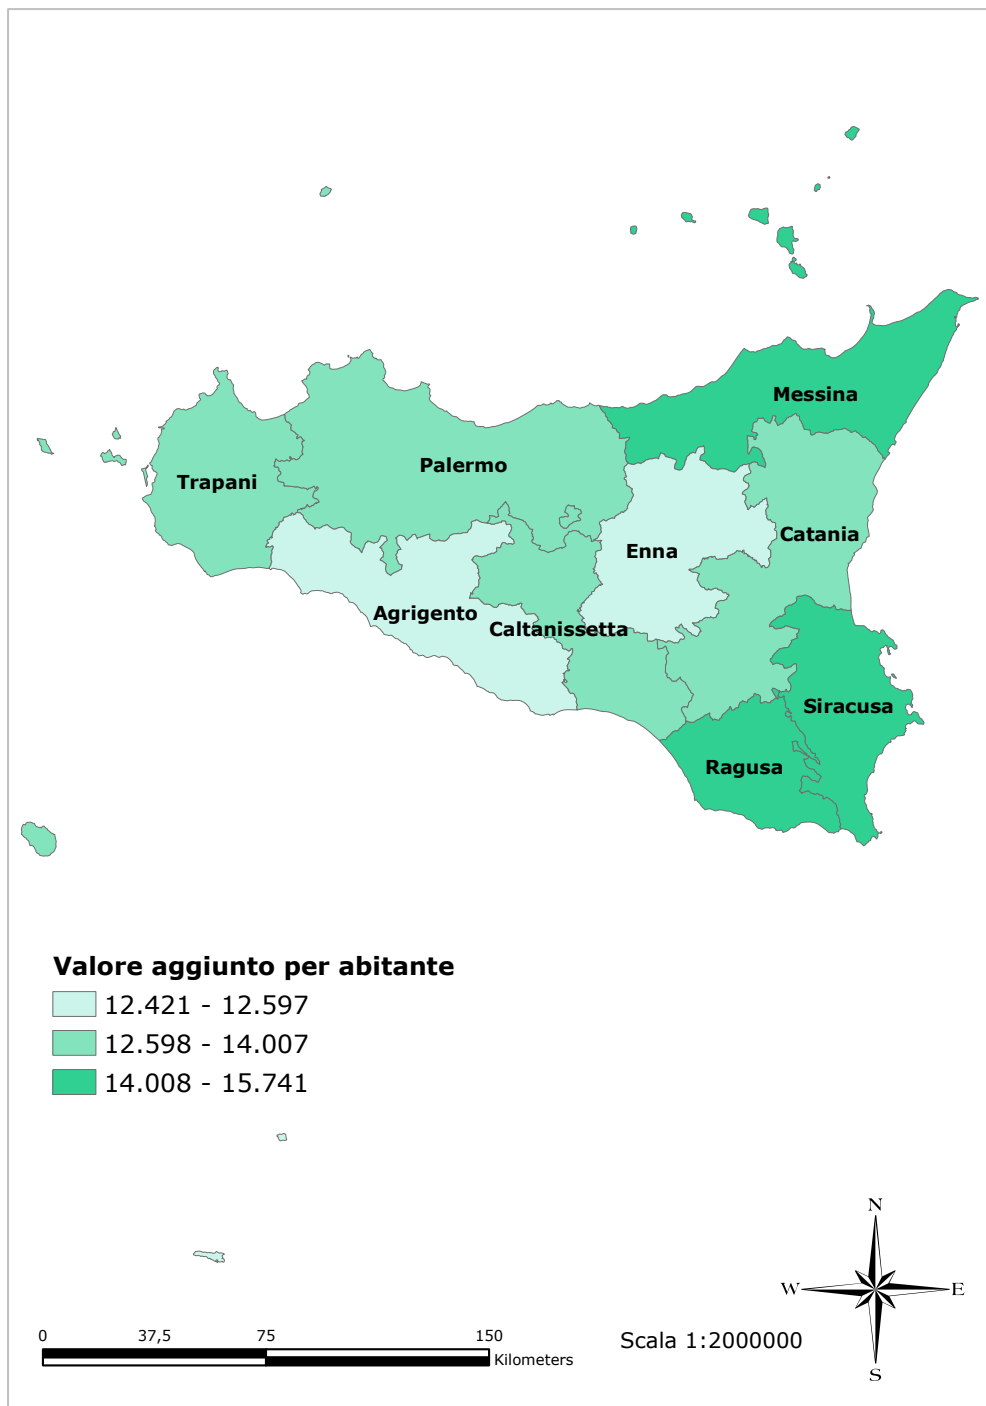 Messina
Palermo
Trapani
Catania
Enna
Agrigento
Caltanissetta
Siracusa
Ragusa
Valore aggiunto per abitante
12.421 - 12.597
12.598 - 14.007
14.008 - 15.741
N
W E
S
0 37,5 75 150
Kilometers
Scala 1:2000000